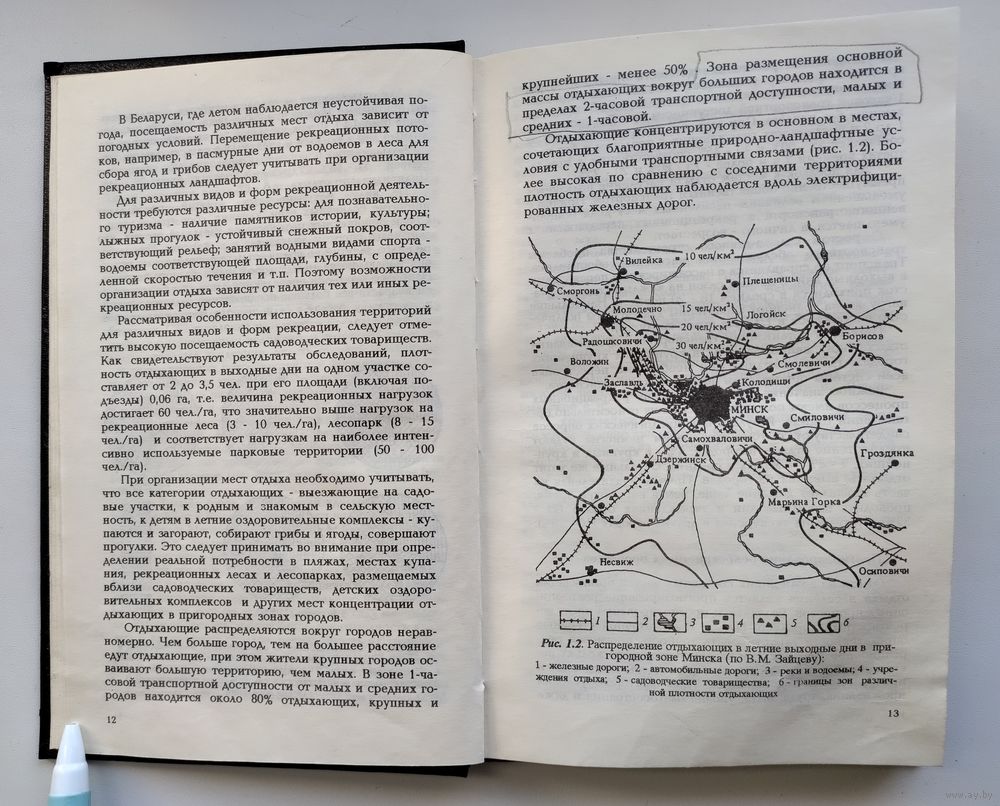 В Беларуси, где летом наблюдается неустойчивая по-
года, посещаемость различных мест отдыха зависит от
погодных условий. Перемещение рекреационных пото-
ков, например, в пасмурные дни от водоемов в леса для
сбора ягод и грибов следует учитывать при организации
рекреационных ландшафтов.
Для различных видов и форм рекреационной деятель-
ности требуются различные ресурсы: для познавательно-
го туризма - наличие памятников истории, культуры;
лыжных прогулок - устойчивый снежный покров, соот-
ветствующий рельеф; занятий водными видами спорта -
водоемы соответствующей площади, глубины, с опреде-
ленной скоростью течения и т.п. Поэтому возможности
организации отдыха зависят от наличия тех или иных ре-
креационных ресурсов.
Рассматривая особенности использования территорий
для различных видов и форм рекреации, следует отме-
тить высокую посещаемость садоводческих товариществ.
Как свидетельствуют результаты обследований, плот-
ность отдыхающих в выходные дни на одном участке со-
ставляет от 2 до 3,5 чел. при его площади (включая по-
дъезды) 0,06 га, т.е. величина рекреационных нагрузок
достигает 60 чел./га, что значительно выше нагрузок на
рекреационные леса (3 - 10 чел./га), лесопарк (8 - 15
чел./га) и соответствует нагрузкам на наиболее интен-
сивно используемые парковые территории (50 - 100
чел./га).
При организации мест отдыха необходимо учитывать,
что все категории отдыхающих - выезжающие на садо-
вые участки, к родным и знакомым в сельскую мест-
ность, к детям в летние оздоровительные комплексы - ку-
паются и загорают, собирают грибы и ягоды, совершают
прогулки. Это следует принимать во внимание при опре-
делении реальной потребности в пляжах, местах купа-
ния, рекреационных лесах и лесопарках, размещаемых
вблизи садоводческих товариществ, детских оздоро-
вительных комплексов и других мест концентрации от-
дыхающих в пригородных зонах городов.
Отдыхающие распределяются вокруг городов нерав-
номерно. Чем больше город, тем на большее расстояние
едут отдыхающие, при этом жители крупных городов ос-
ваивают большую территорию, чем малых. В зоне 1-ча-
совой транспортной доступности от малых и средних го-
родов находится около 80% отдыхающих, крупных и
12
крупнейших - менее 50%. Зона размещения основной
массы отдыхающих вокруг больших городов находится в
пределах 2-часовой транспортной доступности, малых и
средних - 1-часовой.
Отдыхающие концентрируются в основном в местах,
сочетающих благоприятные природно-ландшафтные ус-
ловия с удобными транспортными связами (рис. 1.2). Бо-
лее высокая по сравнению с соседними территориями
плотность отдыхающих наблюдается вдоль электрифици-
рованных железных дорог.
Вилейка
10 чел/км²
Сморгонь
Плещеницы
Молодечно
15 чел/км²
Логойск
20 чел/км²
Радошковичи
30 чел/км²
Борисов
Воложин
Смолевичи
Заславль
Колодищи
МИНСК
Смиловичи
Самохваловичи
Дзержинск
Гроздянка
Марьина Горка
Несвиж
Осиповичи
1 2 3 4 5 6
Рис. 1.2. Распределение отдыхающих в летние выходные дни в при-
городной зоне Минска (по В.М. Зайцеву):
1 - железные дороги; 2 - автомобильные дороги; 3 - реки и водоемы; 4 - учре-
ждения отдыха; 5 - садоводческие товарищества; 6 - границы зон различ-
ной плотности отдыхающих
13
www.ay.by